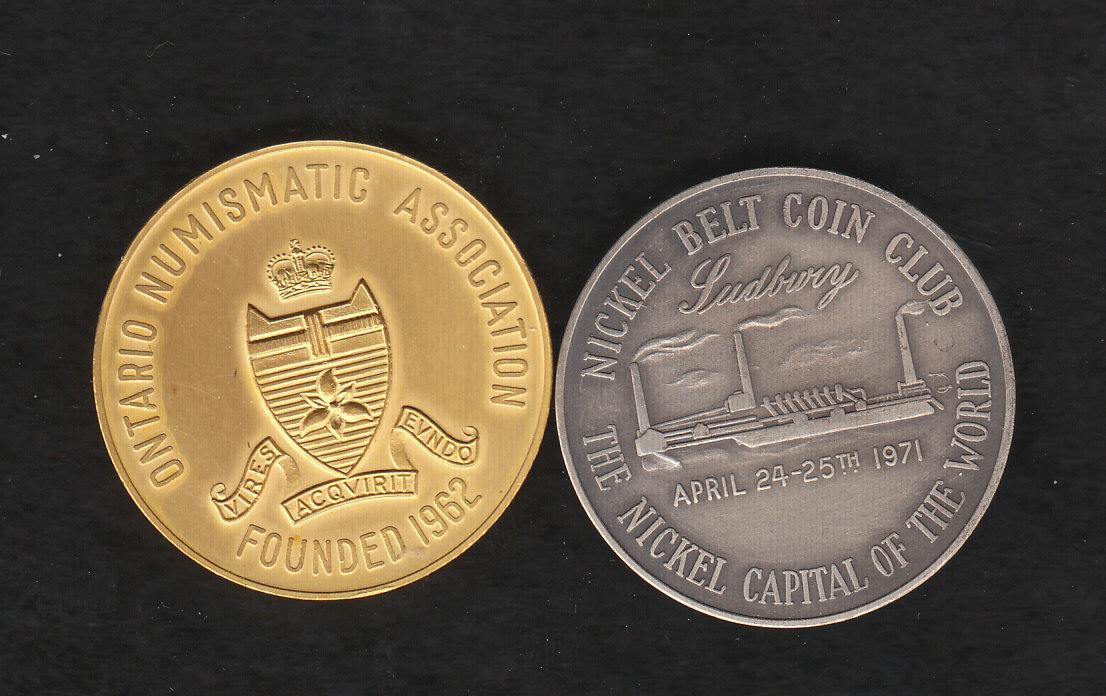 ONTARIO NUMISMATIC ASSOCIATION
VIRES
ACQVIRIT
EVNDO
FOUNDED 1962
NICKEL BELT COIN CLUB
Sudbury
APRIL 24-25TH 1971
THE NICKEL CAPITAL OF THE WORLD